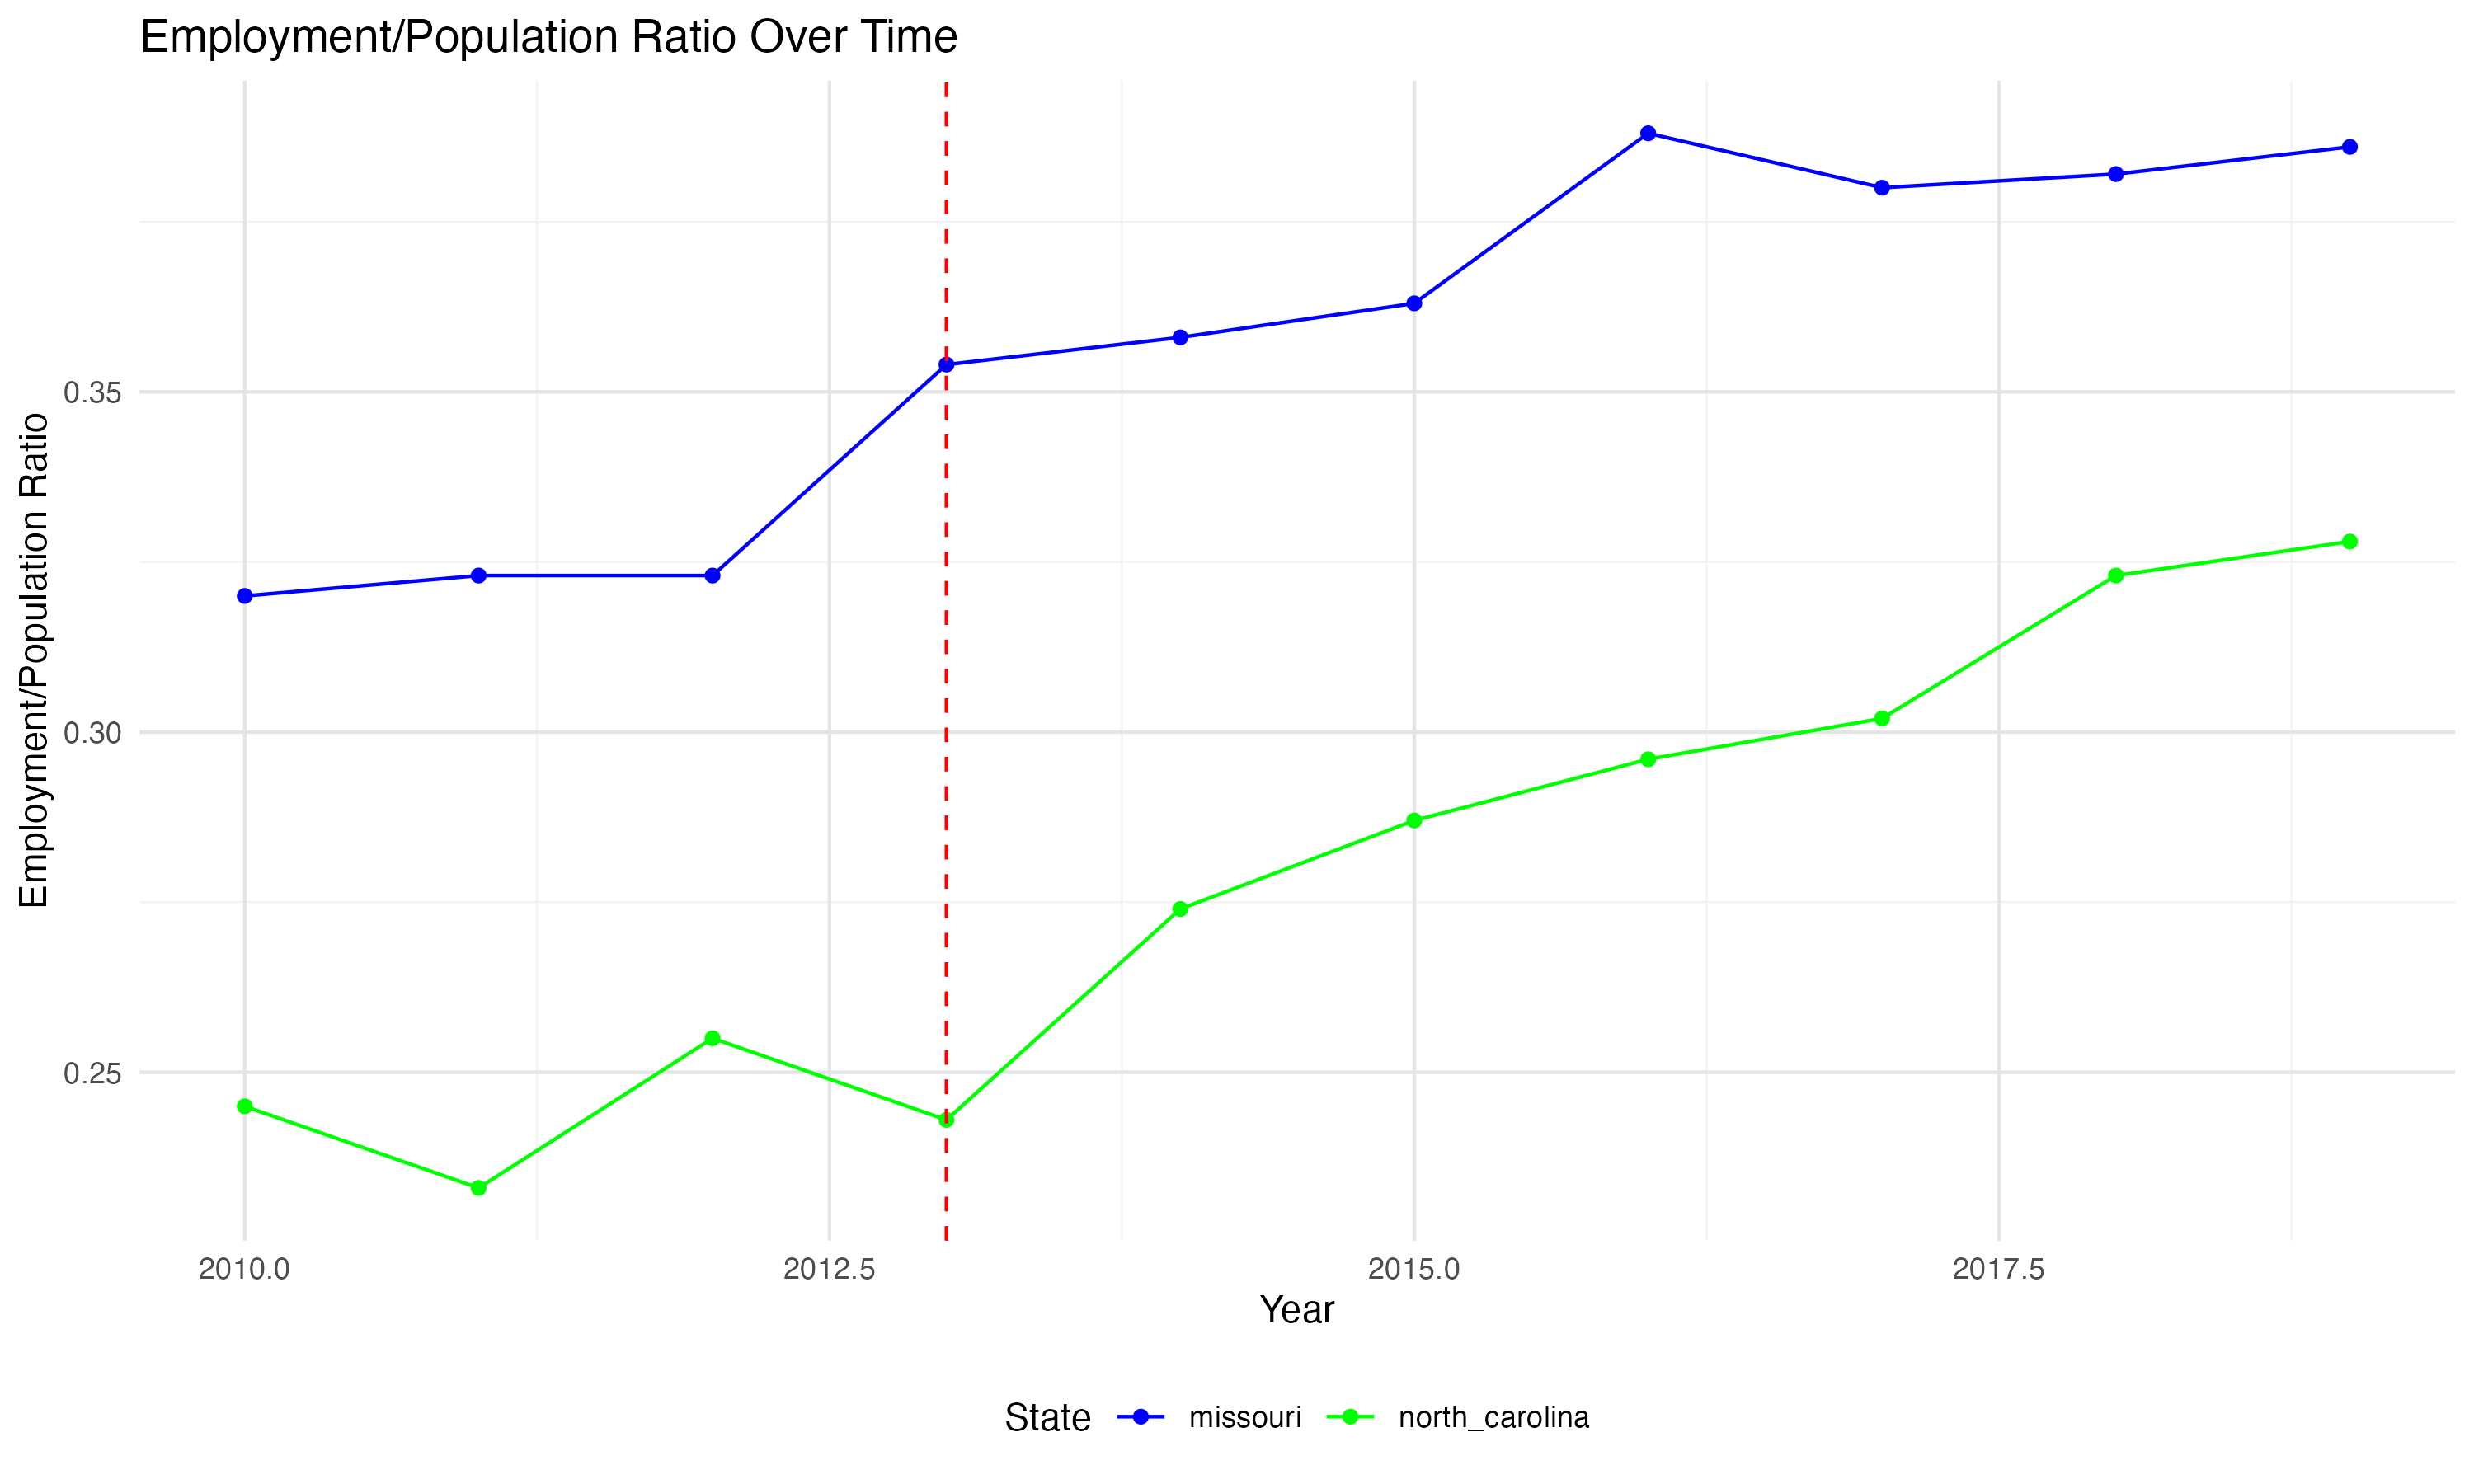 Employment/Population Ratio Over Time
Employment/Population Ratio
0.35
0.30
0.25
2010.0 2012.5 2015.0 2017.5
Year
State missouri north_carolina